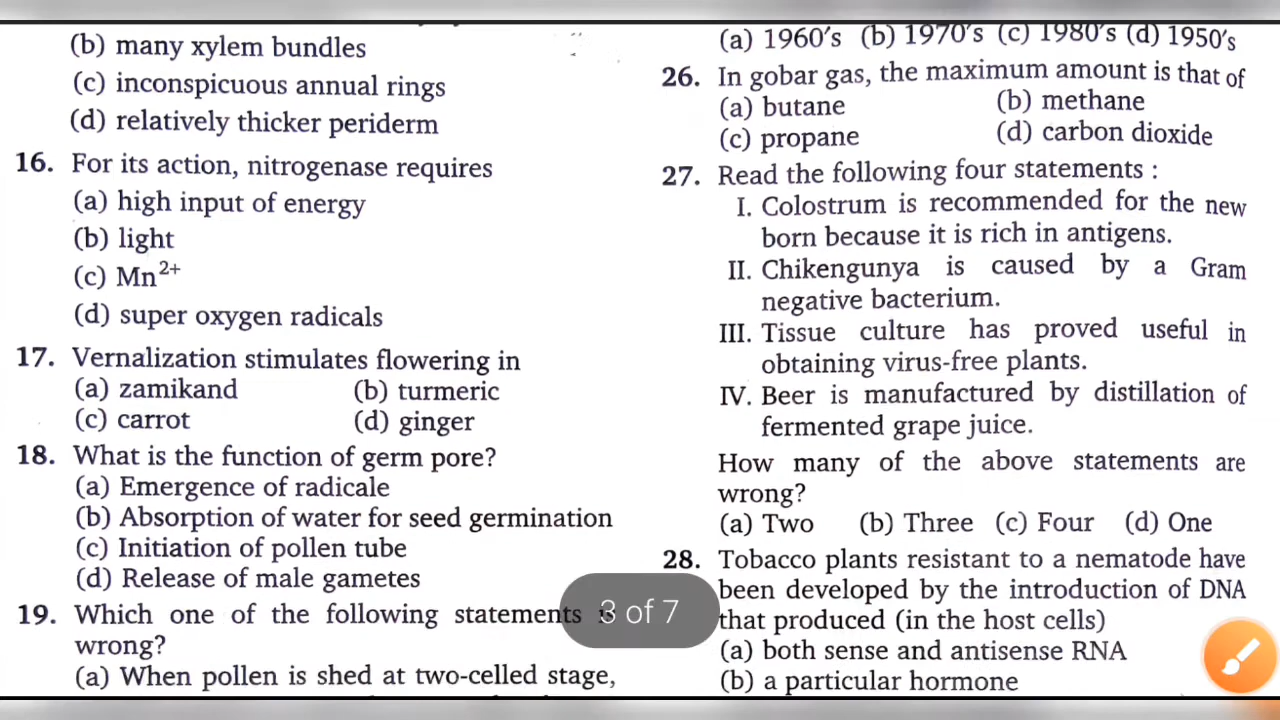 (b) many xylem bundles
(c) inconspicuous annual rings
(d) relatively thicker periderm
16. For its action, nitrogenase requires
(a) high input of energy
(b) light
(c) Mn²⁺
(d) super oxygen radicals
17. Vernalization stimulates flowering in
(a) zamikand (b) turmeric
(c) carrot (d) ginger
18. What is the function of germ pore?
(a) Emergence of radicale
(b) Absorption of water for seed germination
(c) Initiation of pollen tube
(d) Release of male gametes
19. Which one of the following statements is
wrong?
(a) When pollen is shed at two-celled stage,
(a) 1960's (b) 1970's (c) 1980's (d) 1950's
26. In gobar gas, the maximum amount is that of
(a) butane (b) methane
(c) propane (d) carbon dioxide
27. Read the following four statements :
I. Colostrum is recommended for the new
born because it is rich in antigens.
II. Chikengunya is caused by a Gram
negative bacterium.
III. Tissue culture has proved useful in
obtaining virus-free plants.
IV. Beer is manufactured by distillation of
fermented grape juice.
How many of the above statements are
wrong?
(a) Two (b) Three (c) Four (d) One
28. Tobacco plants resistant to a nematode have
been developed by the introduction of DNA
that produced (in the host cells)
(a) both sense and antisense RNA
(b) a particular hormone
3 of 7